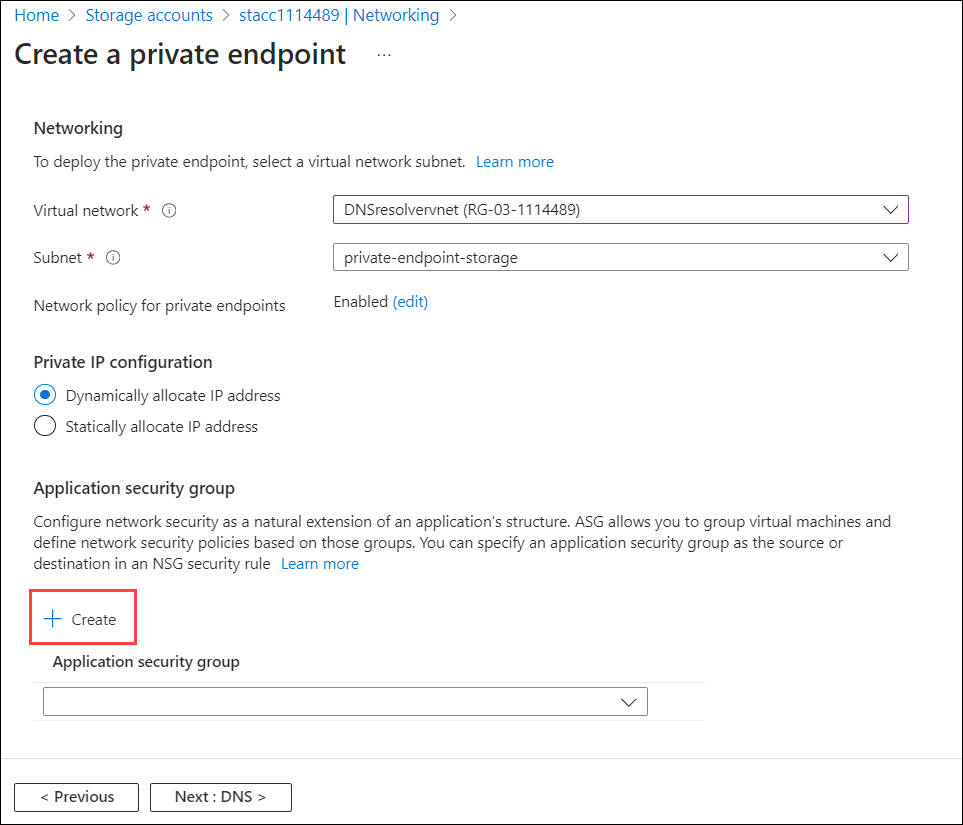 Home > Storage accounts > stacc1114489 | Networking >
Create a private endpoint ...
Networking
To deploy the private endpoint, select a virtual network subnet. Learn more
Virtual network * DNSresolvervnet (RG-03-1114489)
Subnet * private-endpoint-storage
Network policy for private endpoints Enabled (edit)
Private IP configuration
Dynamically allocate IP address
Statically allocate IP address
Application security group
Configure network security as a natural extension of an application's structure. ASG allows you to group virtual machines and
define network security policies based on those groups. You can specify an application security group as the source or
destination in an NSG security rule Learn more
+ Create
Application security group
< Previous Next : DNS >